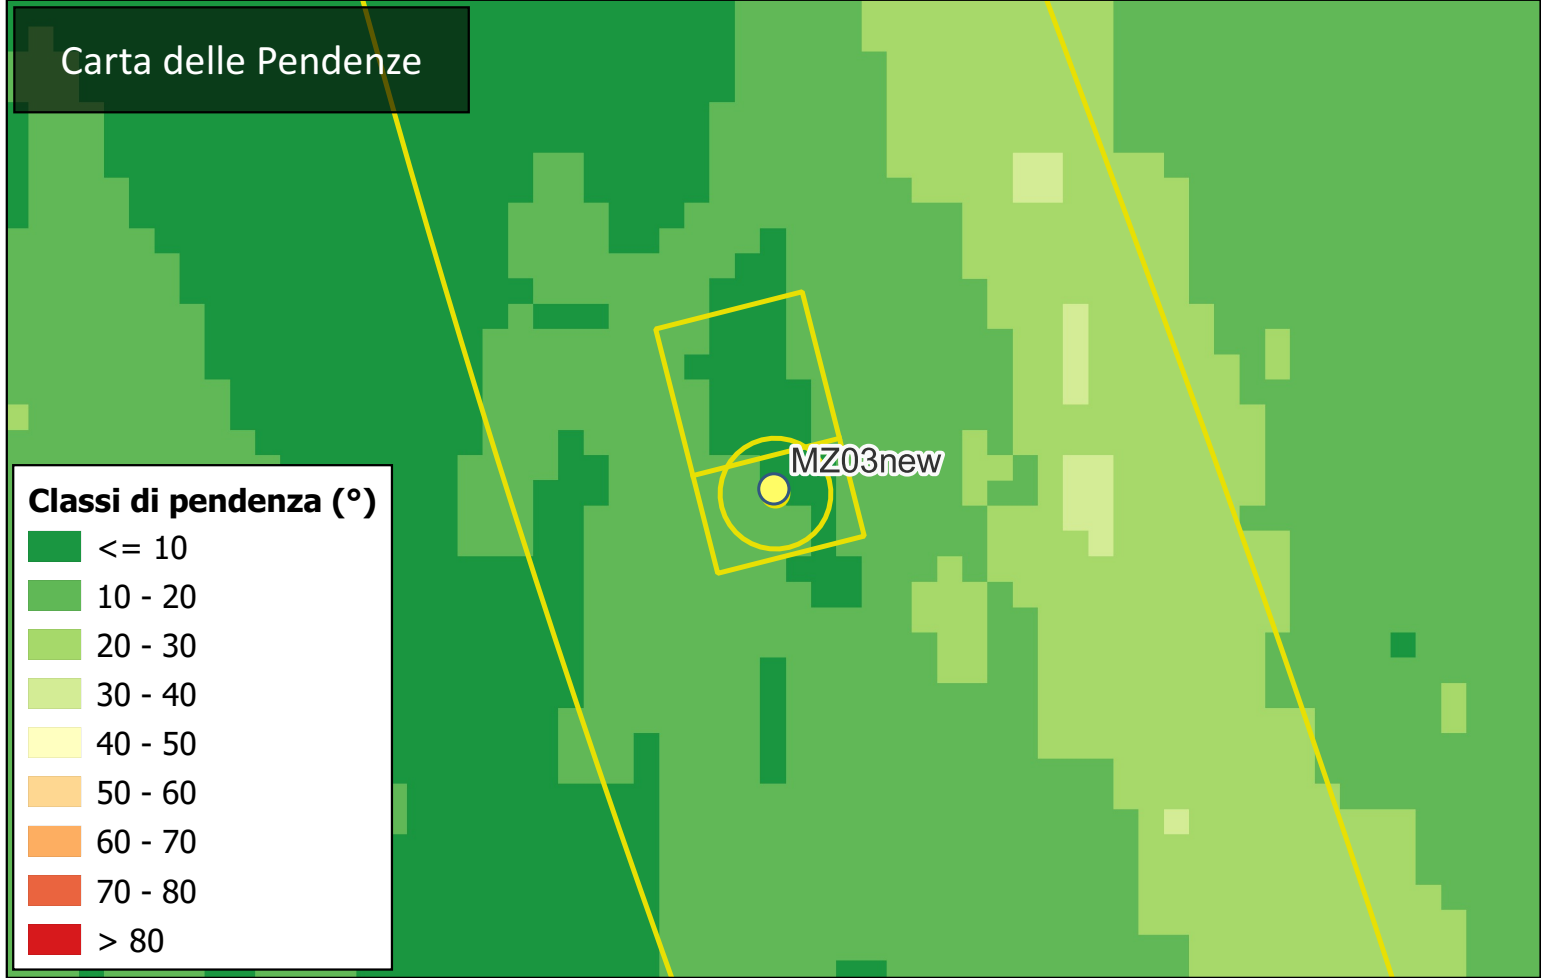 Carta delle Pendenze
MZ03new
Classi di pendenza (°)
<= 10
10 - 20
20 - 30
30 - 40
40 - 50
50 - 60
60 - 70
70 - 80
> 80